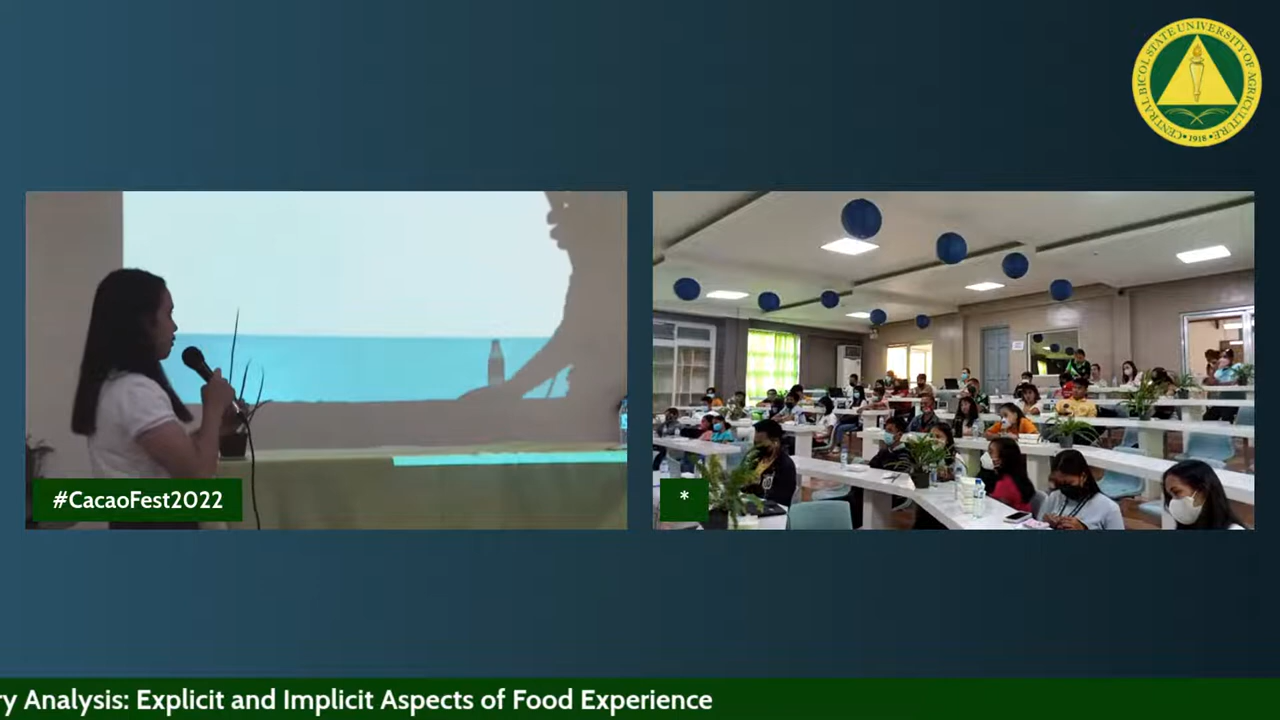 CENTRAL BICOL STATE UNIVERSITY OF AGRICULTURE
• 1918 •
#CacaoFest2022
*
ry Analysis: Explicit and Implicit Aspects of Food Experience